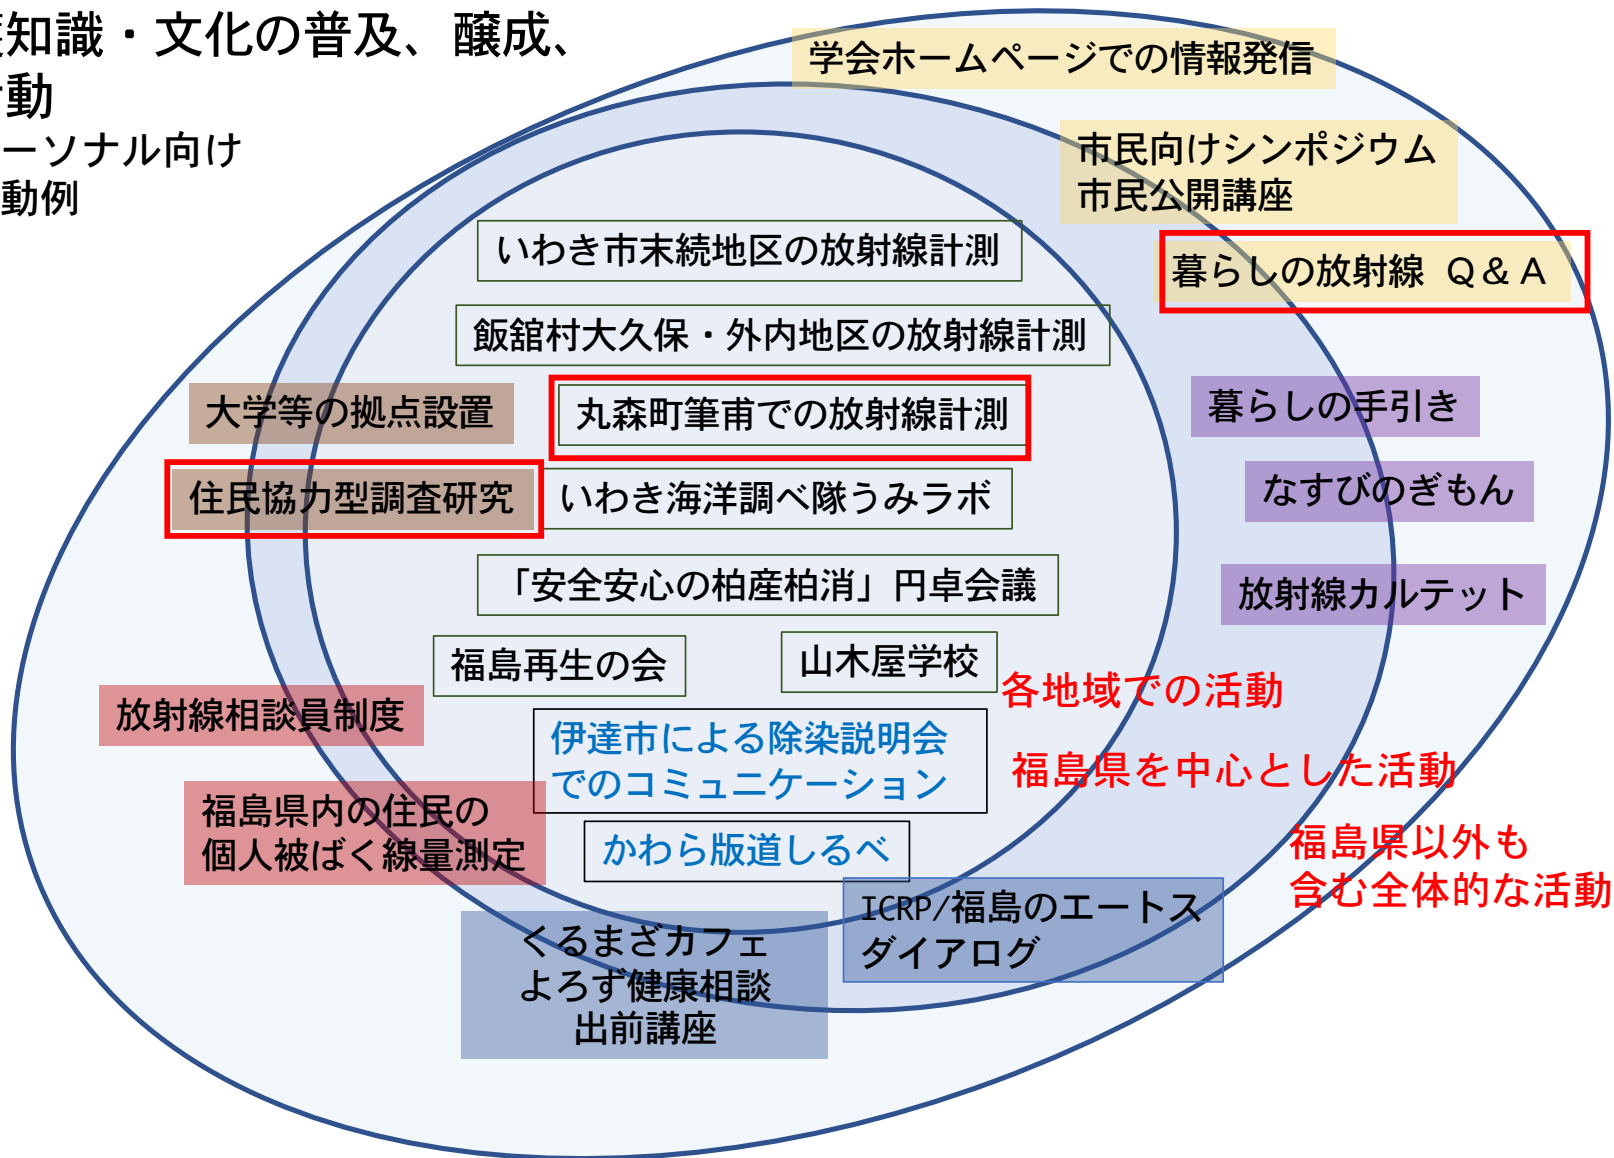 知識・文化の普及、醸成、
動
ーソナル向け
動例
学会ホームページでの情報発信
市民向けシンポジウム
市民公開講座
暮らしの放射線 Q&A
いわき市末続地区の放射線計測
飯舘村大久保・外内地区の放射線計測
大学等の拠点設置
丸森町筆甫での放射線計測
暮らしの手引き
住民協力型調査研究
いわき海洋調べ隊うみラボ
なすびのぎもん
「安全安心の柏産柏消」円卓会議
放射線カルテット
福島再生の会
山木屋学校
各地域での活動
放射線相談員制度
伊達市による除染説明会
でのコミュニケーション
福島県を中心とした活動
福島県内の住民の
個人被ばく線量測定
かわら版道しるべ
福島県以外も
含む全体的な活動
ICRP/福島のエートス
ダイアログ
くるまざカフェ
よろず健康相談
出前講座